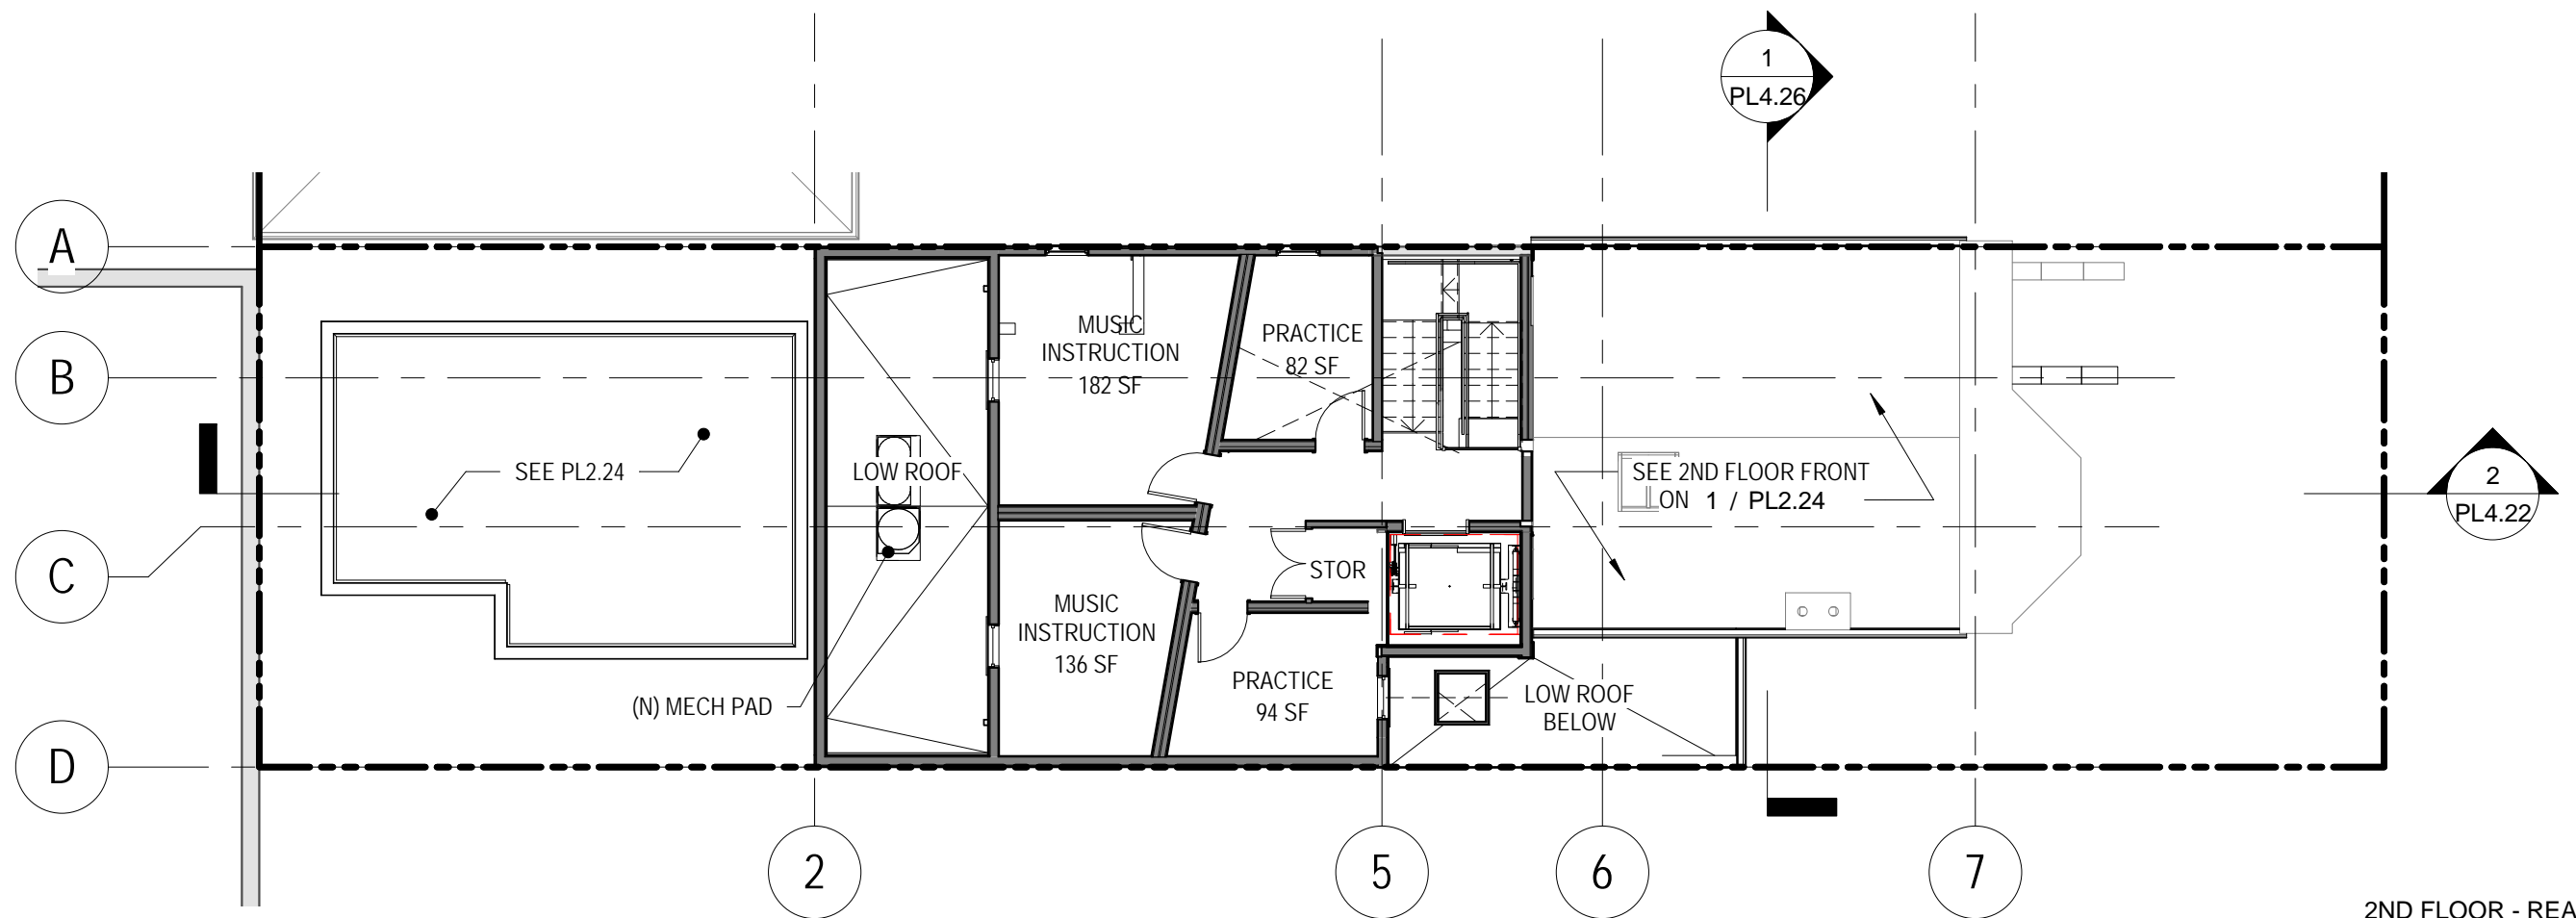 1
PL4.26
A
B
C
D
MUSIC
INSTRUCTION
182 SF
PRACTICE
82 SF
SEE PL2.24
LOW ROOF
SEE 2ND FLOOR FRONT
ON 1 / PL2.24
2
PL4.22
STOR
MUSIC
INSTRUCTION
136 SF
PRACTICE
94 SF
(N) MECH PAD
LOW ROOF
BELOW
2
5
6
7
2ND FLOOR - REA